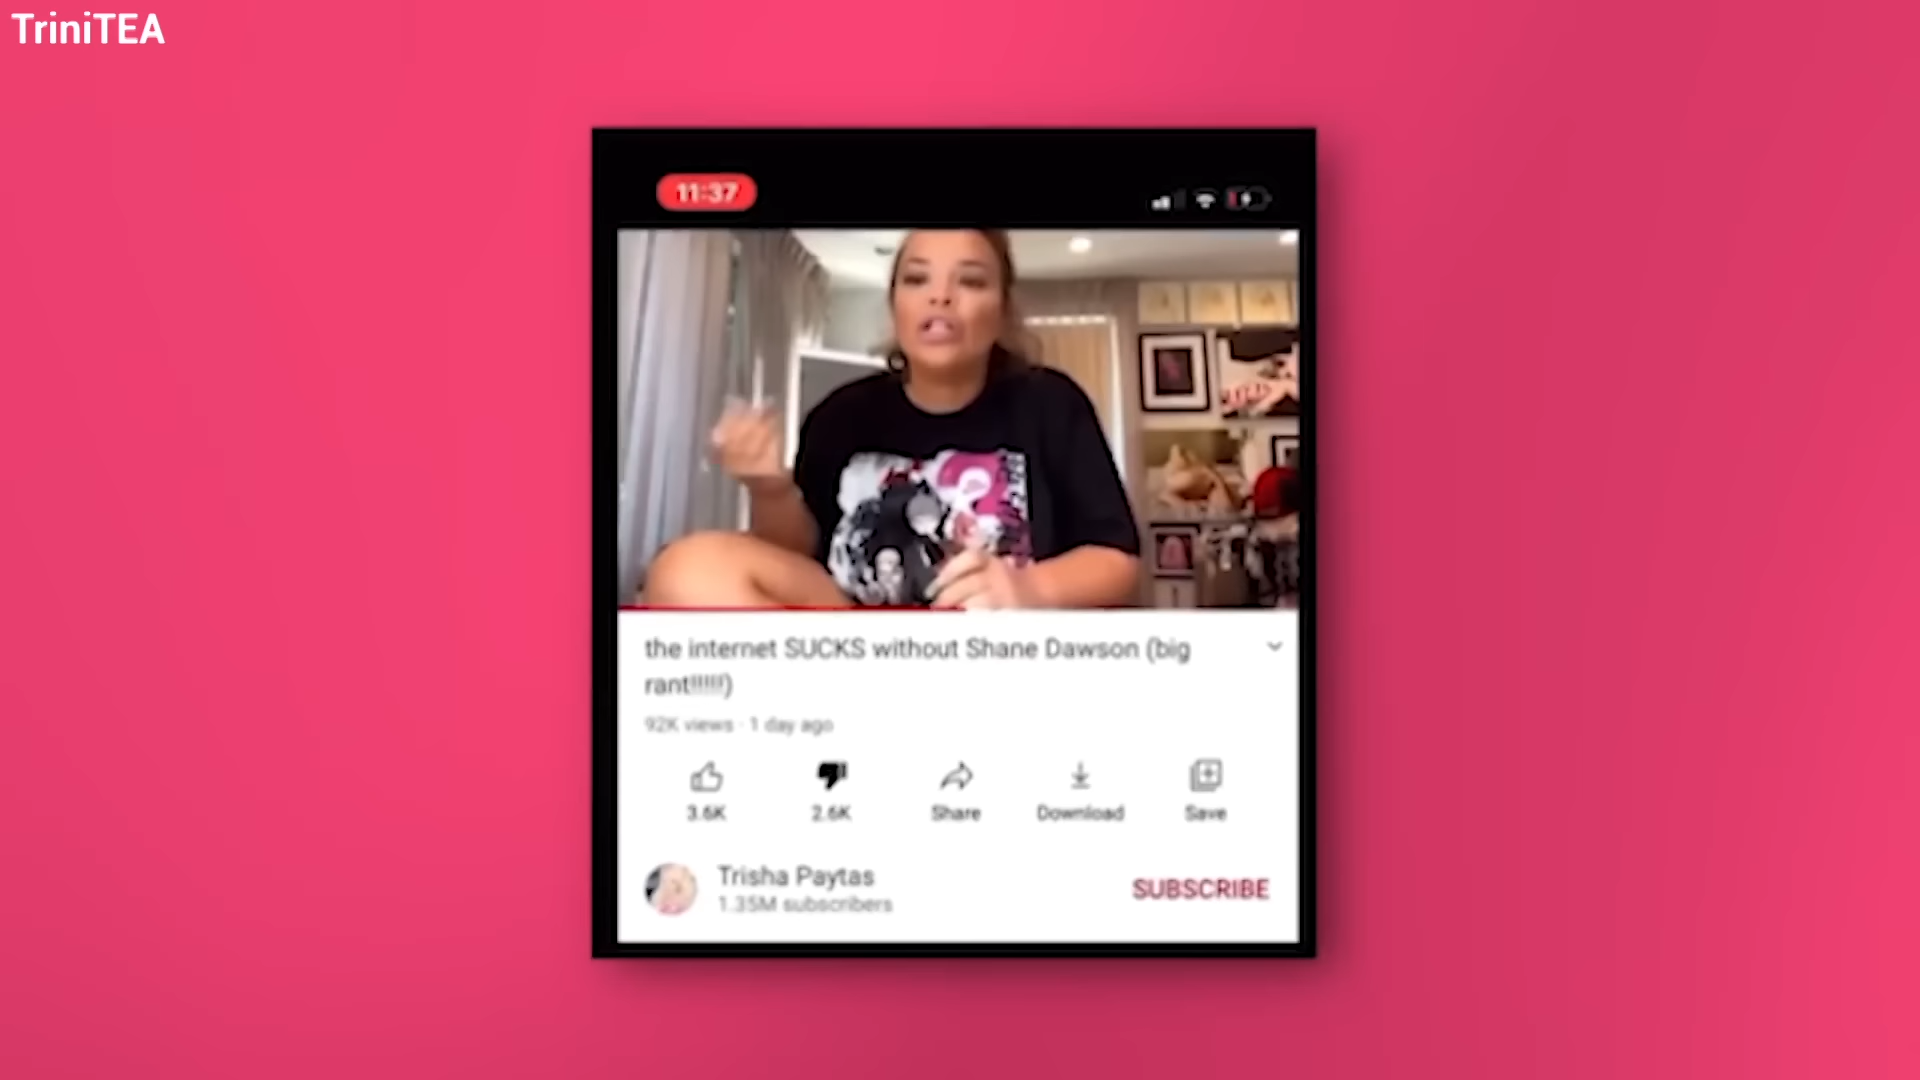 TriniTEA
11:37
the internet SUCKS without Shane Dawson (big
rant!!!!!)
92K views · 1 day ago
3.6K
2.6K
Share
Download
Save
Trisha Paytas
1.35M subscribers
SUBSCRIBE